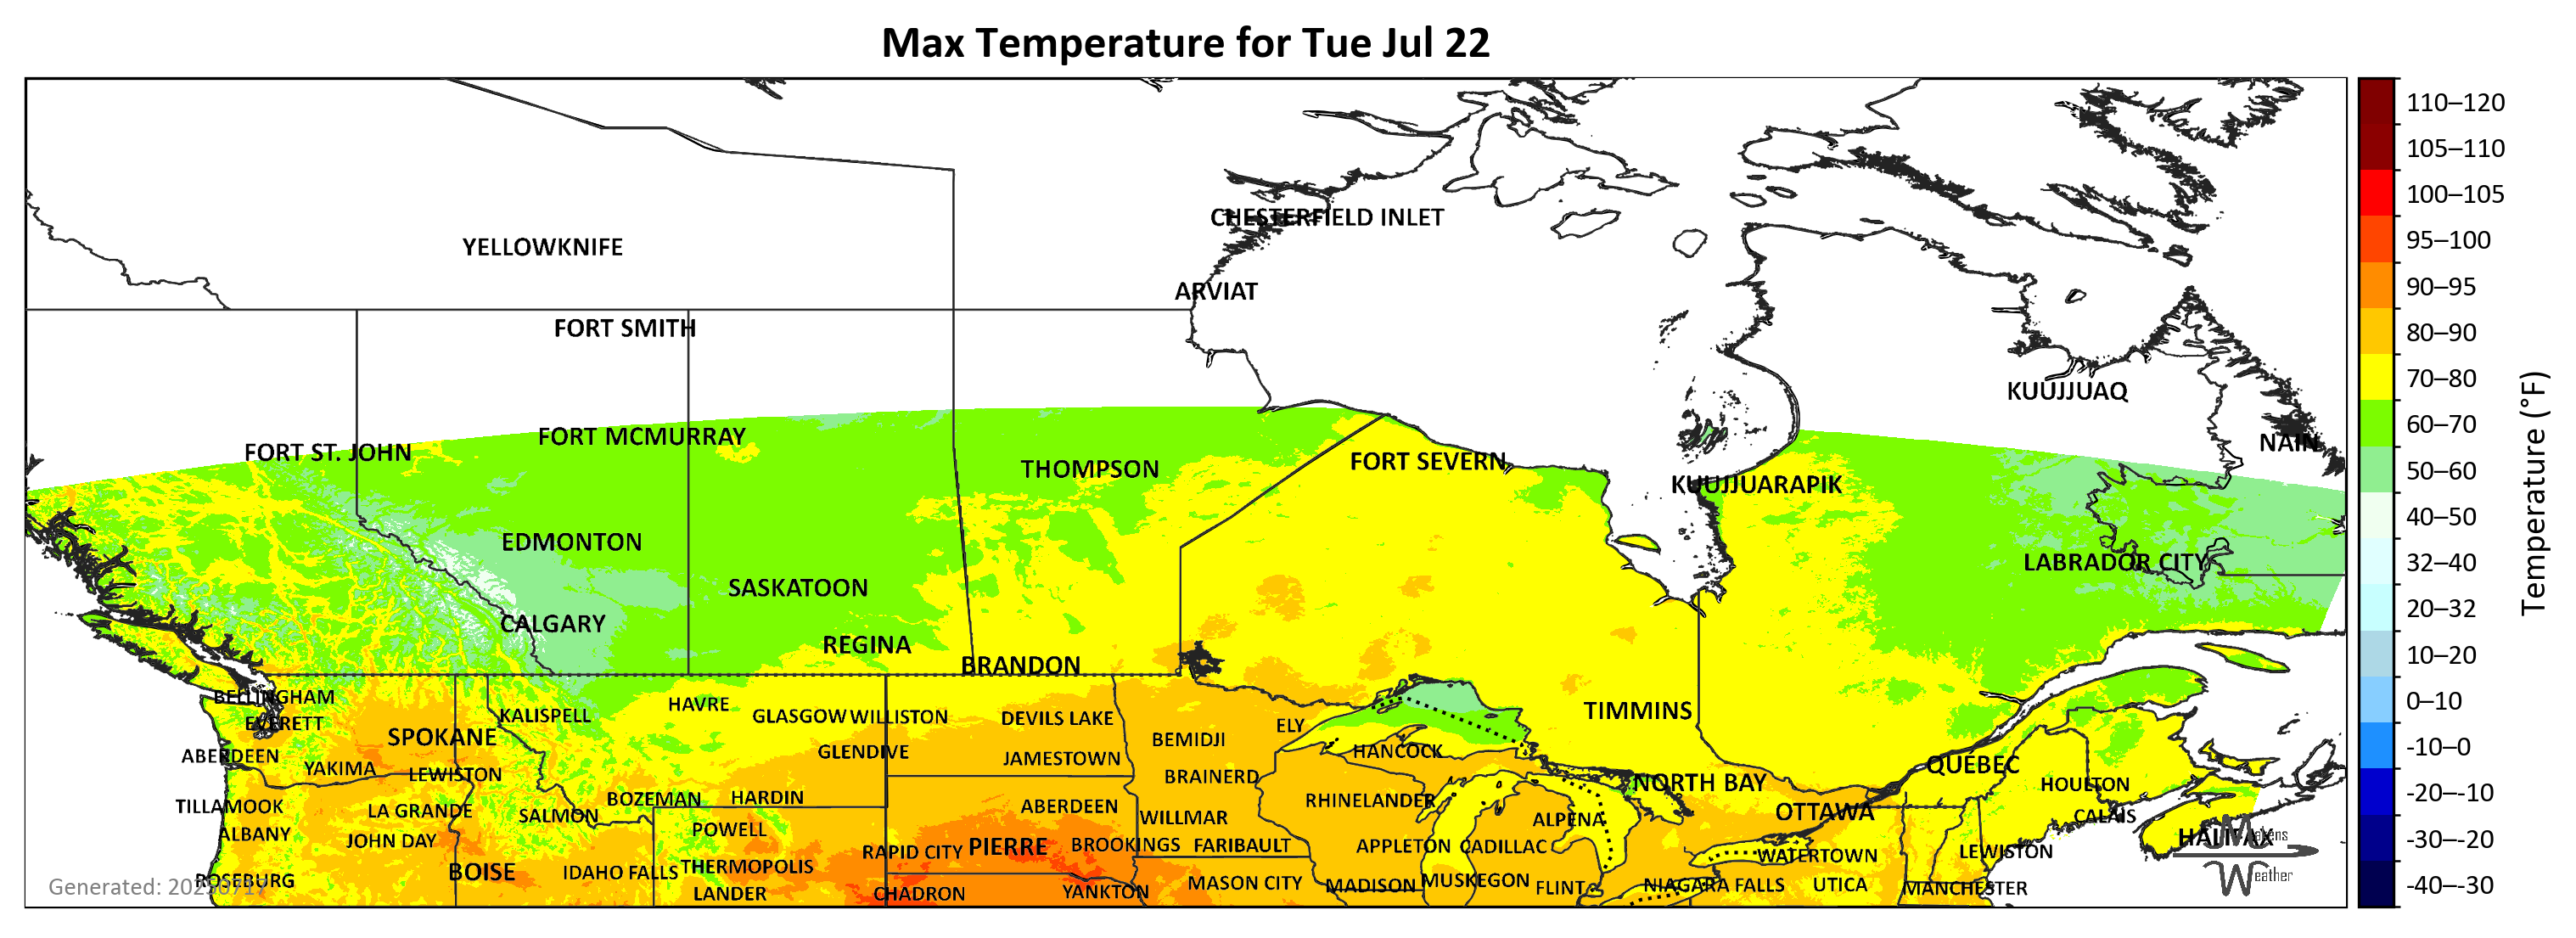 Max Temperature for Tue Jul 22
CHESTERFIELD INLET
YELLOWKNIFE
ARVIAT
FORT SMITH
KUUJJUAQ
FORT MCMURRAY
NAIN
FORT ST. JOHN
THOMPSON
FORT SEVERN
KUUJJUARAPIK
EDMONTON
LABRADOR CITY
SASKATOON
CALGARY
REGINA
BRANDON
BELLINGHAM
HAVRE
KALISPELL
GLASGOW WILLISTON
DEVILS LAKE
TIMMINS
EVERETT
ELY
SPOKANE
BEMIDJI
ABERDEEN
GLENDIVE
JAMESTOWN
HANCOCK
QUÉBEC
YAKIMA
LEWISTON
BRAINERD
NORTH BAY
HOULTON
TILLAMOOK
LA GRANDE
SALMON
BOZEMAN
HARDIN
ABERDEEN
RHINELANDER
OTTAWA
CALAIS
WILLMAR
ALPENA
ALBANY
JOHN DAY
POWELL
RAPID CITY
PIERRE
BROOKINGS
FARIBAULT
APPLETON
CADILLAC
WATERTOWN
LEWISTON
HALIFAX
BOISE
IDAHO FALLS
THERMOPOLIS
ROSEBURG
LANDER
CHADRON
YANKTON
MASON CITY
MADISON
MUSKEGON
FLINT
NIAGARA FALLS
UTICA
MANCHESTER
Generated: 20250717
Weather
110–120
105–110
100–105
95–100
90–95
80–90
70–80
60–70
50–60
40–50
32–40
20–32
10–20
0–10
-10–0
-20–-10
-30–-20
-40–-30
Temperature (°F)